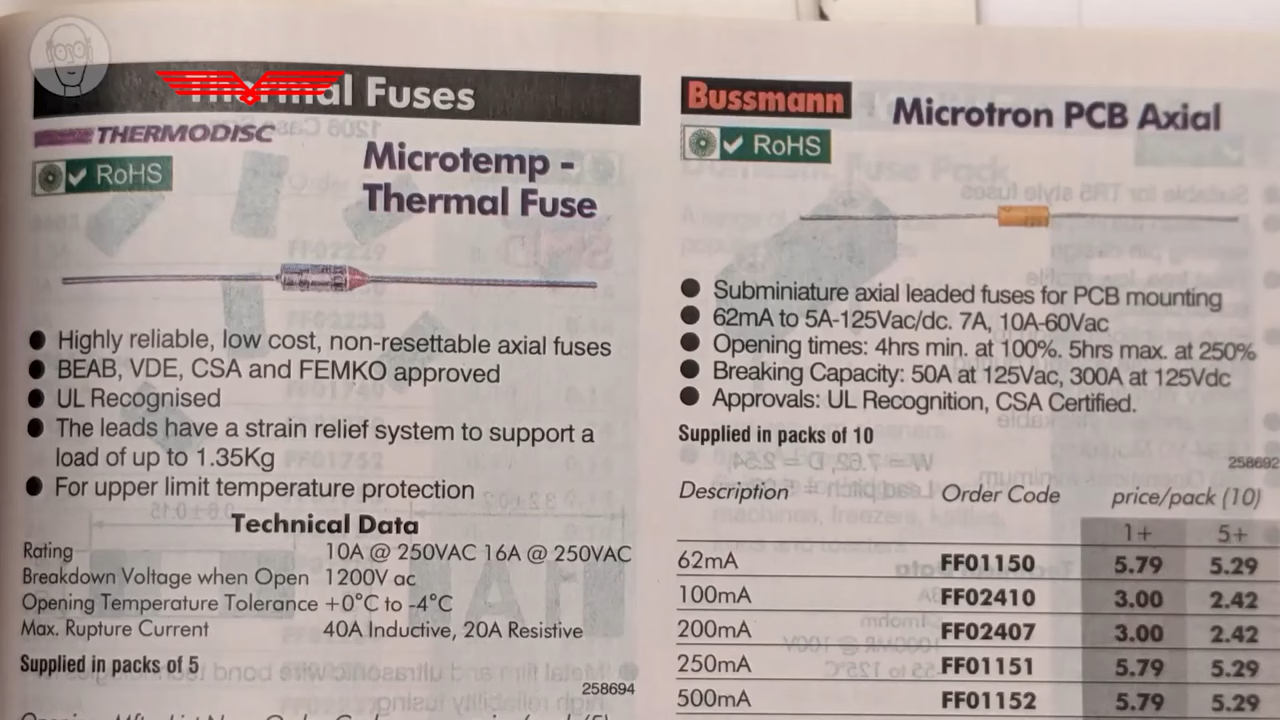 Thermal Fuses
THERMODISC
RoHS
Microtemp -
Thermal Fuse
Highly reliable, low cost, non-resettable axial fuses
BEAB, VDE, CSA and FEMKO approved
UL Recognised
The leads have a strain relief system to support a
load of up to 1.35Kg
For upper limit temperature protection
Technical Data
Rating 10A @ 250VAC 16A @ 250VAC
Breakdown Voltage when Open 1200V ac
Opening Temperature Tolerance +0°C to -4°C
Max. Rupture Current 40A Inductive, 20A Resistive
Supplied in packs of 5
258694
Bussmann
Microtron PCB Axial
RoHS
Subminiature axial leaded fuses for PCB mounting
62mA to 5A-125Vac/dc. 7A, 10A-60Vac
Opening times: 4hrs min. at 100%. 5hrs max. at 250%
Breaking Capacity: 50A at 125Vac, 300A at 125Vdc
Approvals: UL Recognition, CSA Certified.
Supplied in packs of 10
258692
Description Order Code price/pack (10)
1+ 5+
62mA FF01150 5.79 5.29
100mA FF02410 3.00 2.42
200mA FF02407 3.00 2.42
250mA FF01151 5.79 5.29
500mA FF01152 5.79 5.29